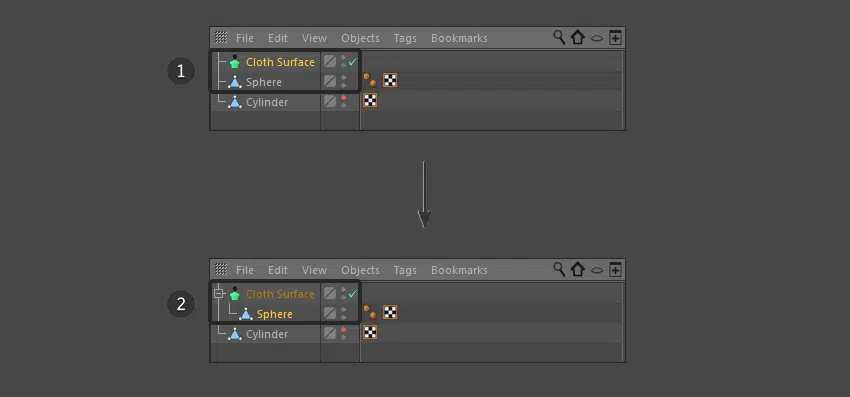 File Edit View Objects Tags Bookmarks
1
Cloth Surface
Sphere
Cylinder
File Edit View Objects Tags Bookmarks
2
Cloth Surface
Sphere
Cylinder